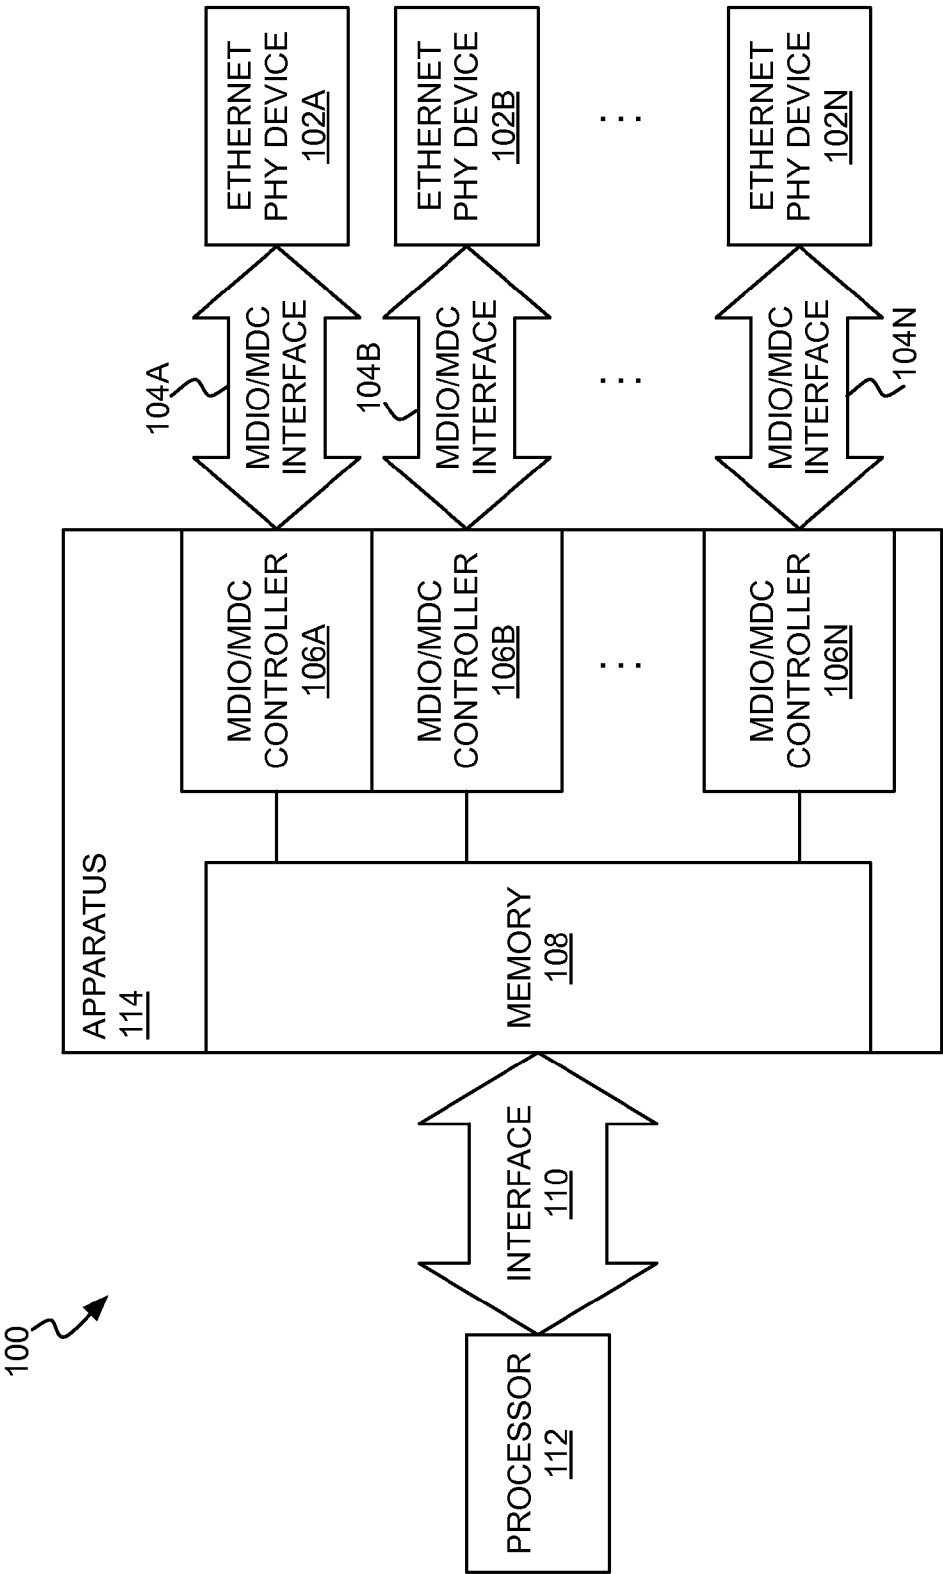 100
PROCESSOR
112
INTERFACE
110
APPARATUS
114
MEMORY
108
MDIO/MDC
CONTROLLER
106A
MDIO/MDC
CONTROLLER
106B
...
MDIO/MDC
CONTROLLER
106N
104A
MDIO/MDC
INTERFACE
104B
MDIO/MDC
INTERFACE
...
MDIO/MDC
INTERFACE
104N
ETHERNET
PHY DEVICE
102A
ETHERNET
PHY DEVICE
102B
...
ETHERNET
PHY DEVICE
102N